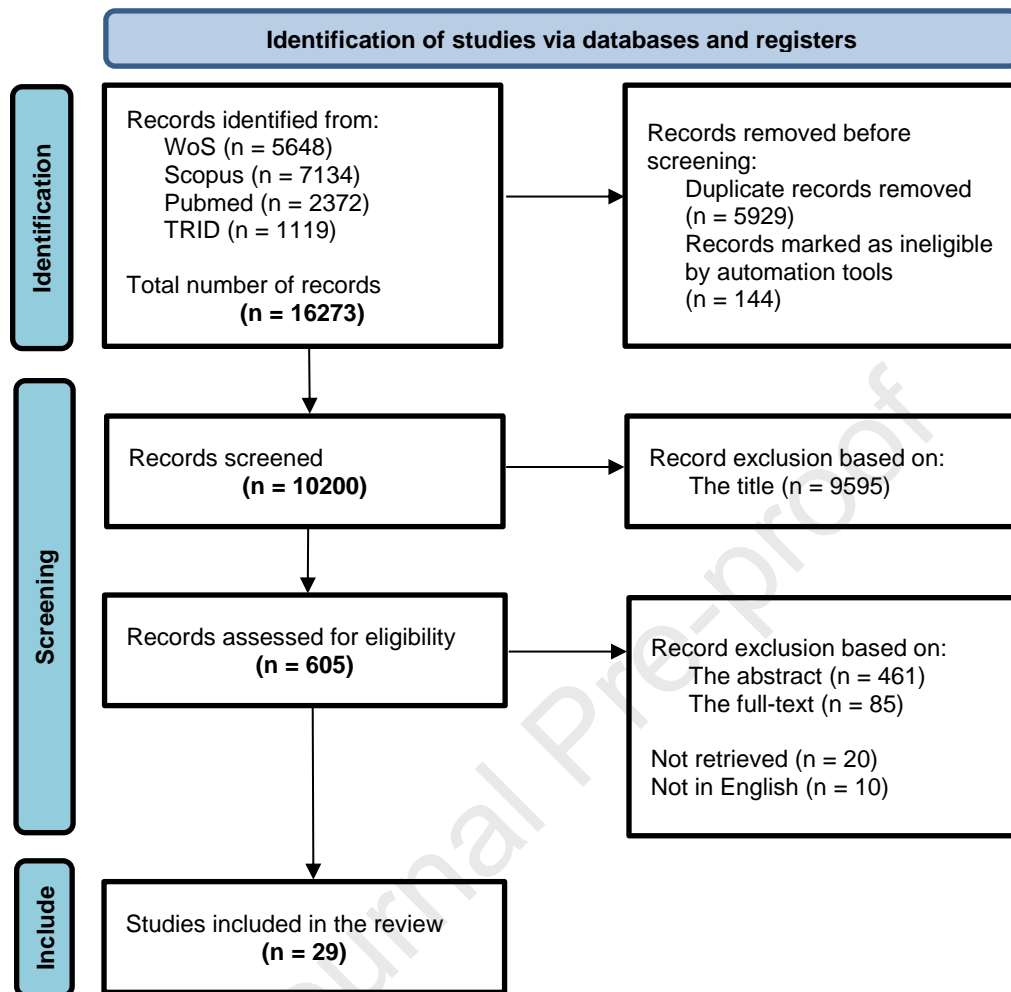 Identification of studies via databases and registers
Identification
Records identified from:
WoS (n = 5648)
Scopus (n = 7134)
Pubmed (n = 2372)
TRID (n = 1119)
Total number of records
(n = 16273)
Records removed before
screening:
Duplicate records removed
(n = 5929)
Records marked as ineligible
by automation tools
(n = 144)
Screening
Records screened
(n = 10200)
Record exclusion based on:
The title (n = 9595)
Records assessed for eligibility
(n = 605)
Record exclusion based on:
The abstract (n = 461)
The full-text (n = 85)
Not retrieved (n = 20)
Not in English (n = 10)
Include
Studies included in the review
(n = 29)
Journal Pre-proof